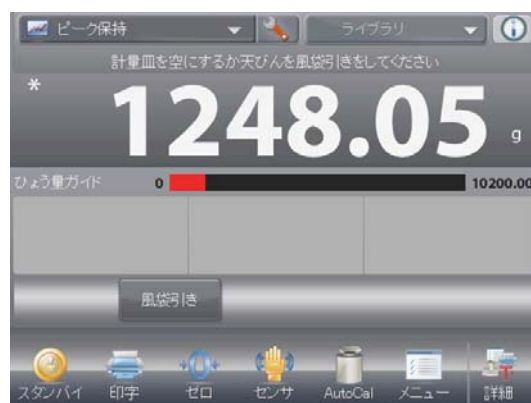 ピーク保持 ライブラリ
計量皿を空にするか天びんを風袋引きをしてください
* 1248.05 g
ひょう量ガイド 0 10200.00
風袋引き
スタンバイ 印字 ゼロ センサ AutoCal メニュー 詳細